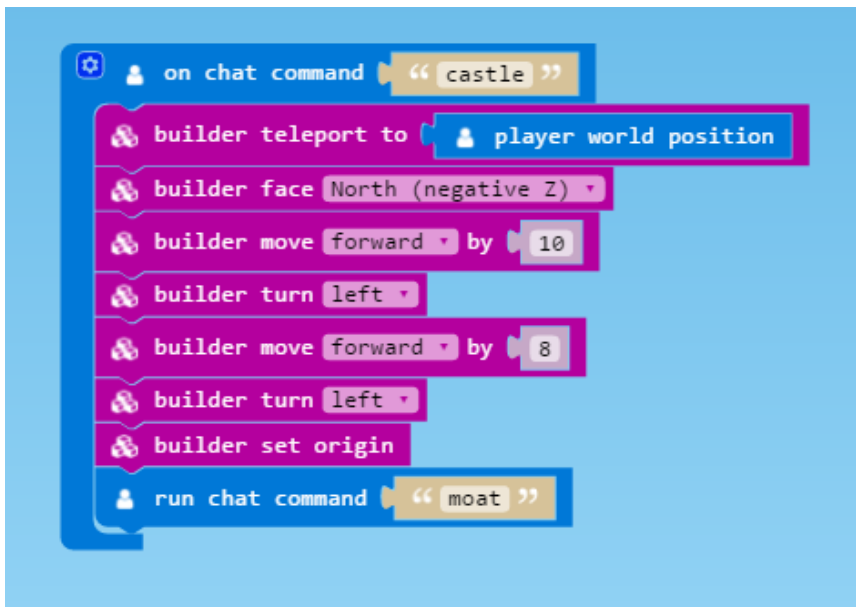 on chat command “ castle ”
builder teleport to player world position
builder face North (negative Z)
builder move forward by 10
builder turn left
builder move forward by 8
builder turn left
builder set origin
run chat command “ moat ”